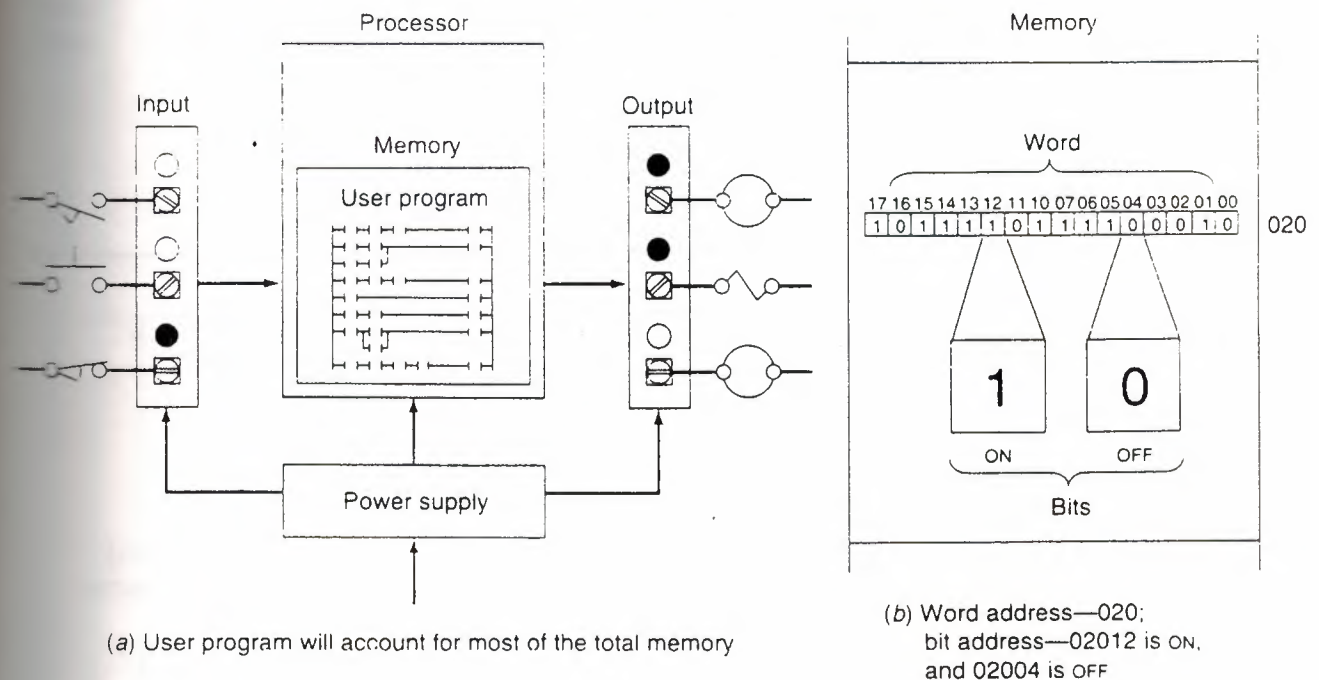 Processor
Input
Output
Memory
User program
Power supply
(a) User program will account for most of the total memory
Memory
Word
17 16 15 14 13 12 11 10 07 06 05 04 03 02 01 00
1 0 1 1 1 1 0 1 1 1 1 0 0 0 1 0
020
1 0
ON OFF
Bits
(b) Word address—020;
bit address—02012 is ON,
and 02004 is OFF